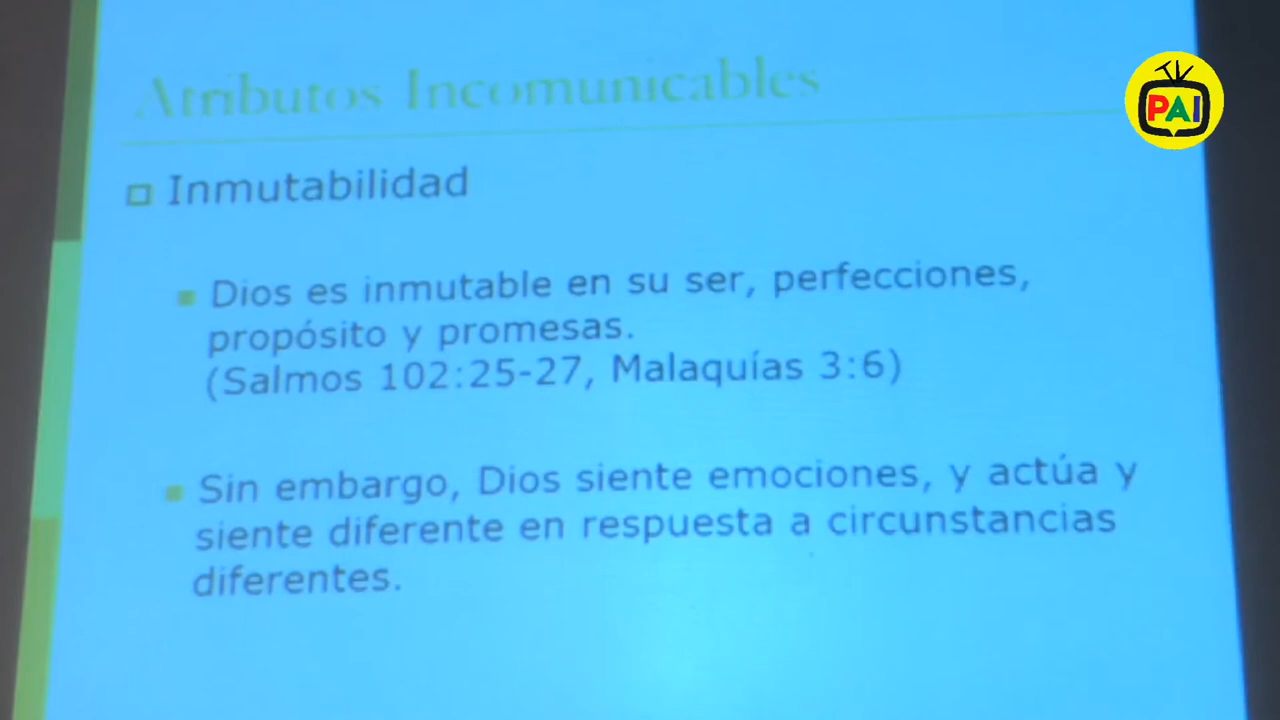 Atributos Incomunicables
TV
PAI
Inmutabilidad
Dios es inmutable en su ser, perfecciones,
propósito y promesas.
(Salmos 102:25-27, Malaquías 3:6)
Sin embargo, Dios siente emociones, y actúa y
siente diferente en respuesta a circunstancias
diferentes.